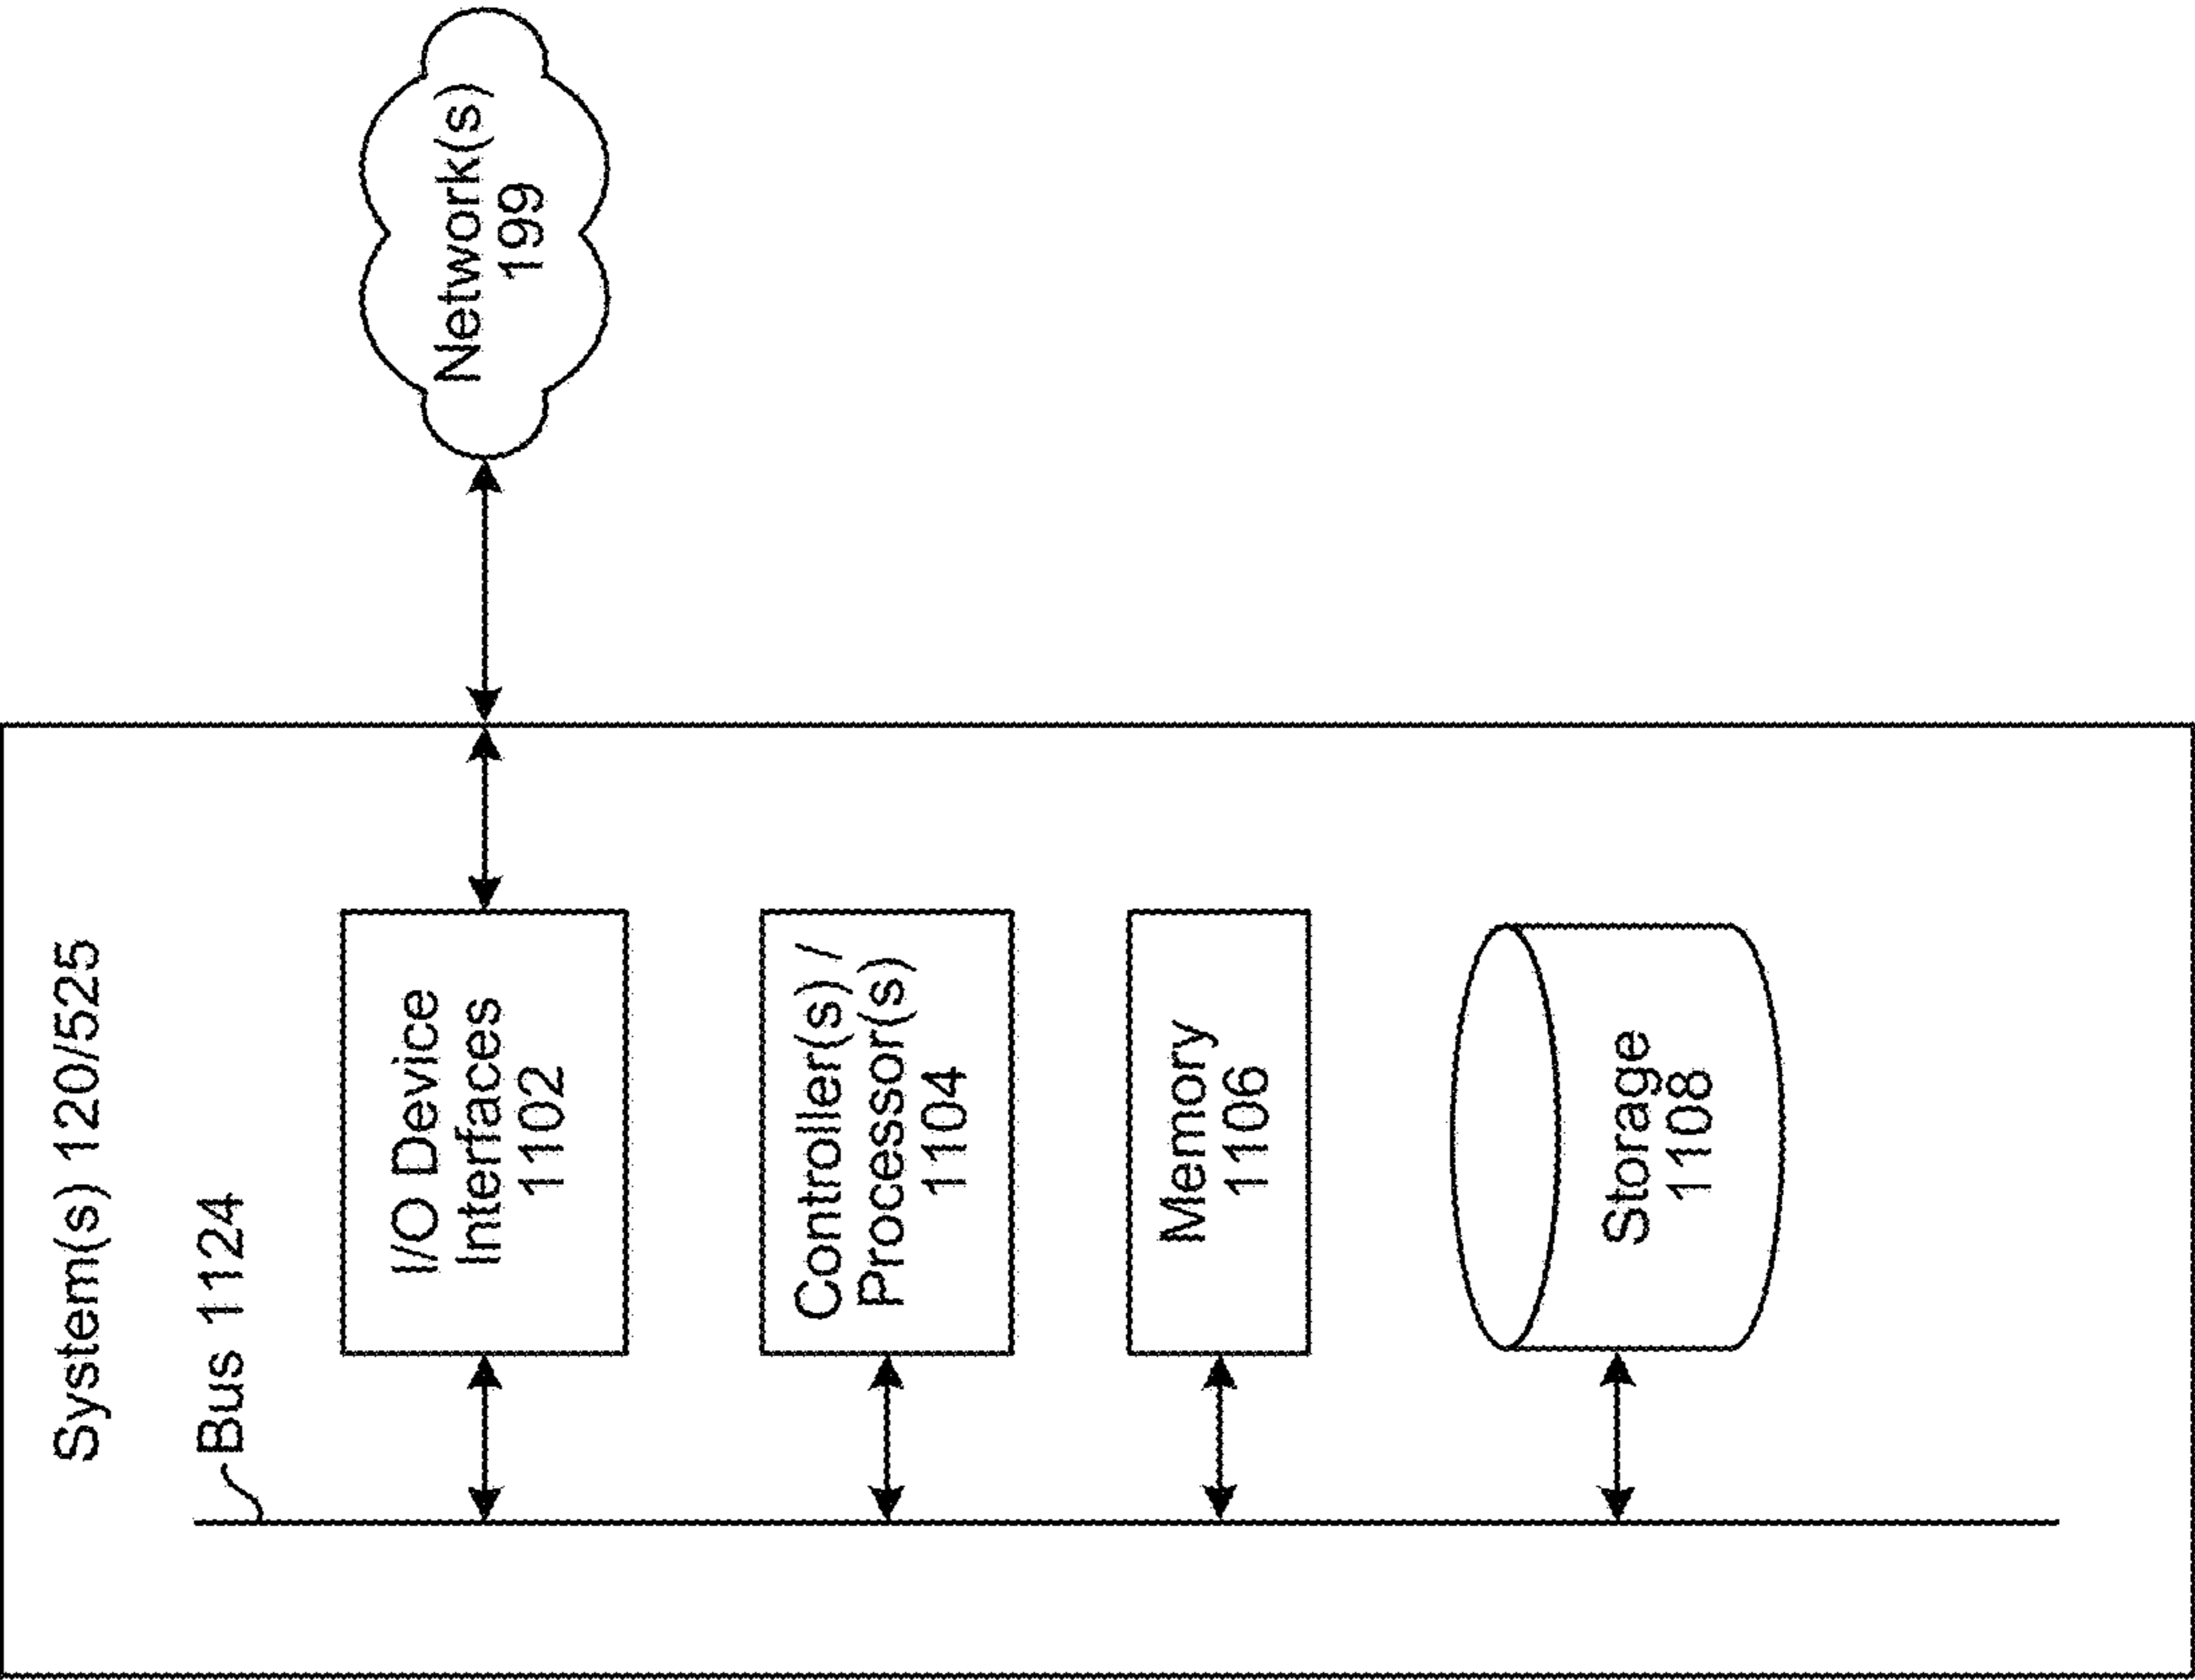 System(s) 120/525
Bus 1124
I/O Device
Interfaces
1102
Network(s)
199
Controller(s) /
Processor(s)
1104
Memory
1106
Storage
1108